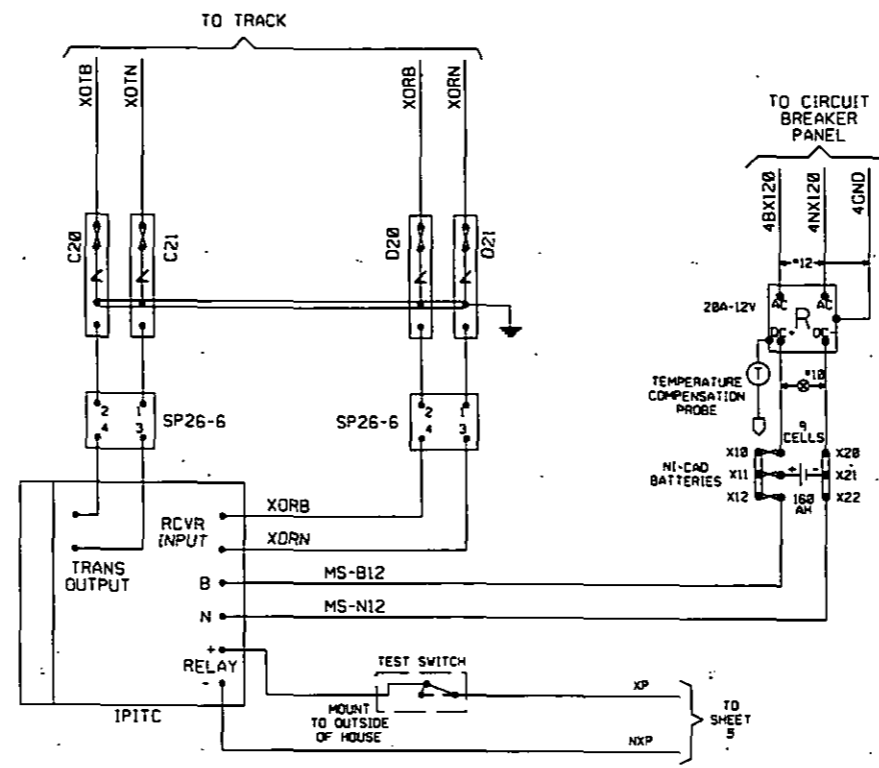 TO TRACK
XOTB
XOTN
XORB
XORN
TO CIRCUIT
BREAKER
PANEL
4BX120
4NX120
4GND
C20
C21
D20
D21
*12
20A-12V
AC
AC
R
DC+
DC-
T
TEMPERATURE
COMPENSATION
PROBE
*10
9
CELLS
NI-CAD
BATTERIES
X10
X11
X12
+
-
160
AH
X20
X21
X22
2
1
4
3
SP26-6
SP26-6
2
1
4
3
TRANS
OUTPUT
RCVR
INPUT
XORB
XORN
B
MS-B12
N
MS-N12
+
RELAY
-
IPITC
TEST SWITCH
MOUNT
TO OUTSIDE
OF HOUSE
XP
NXP
TO
SHEET
5